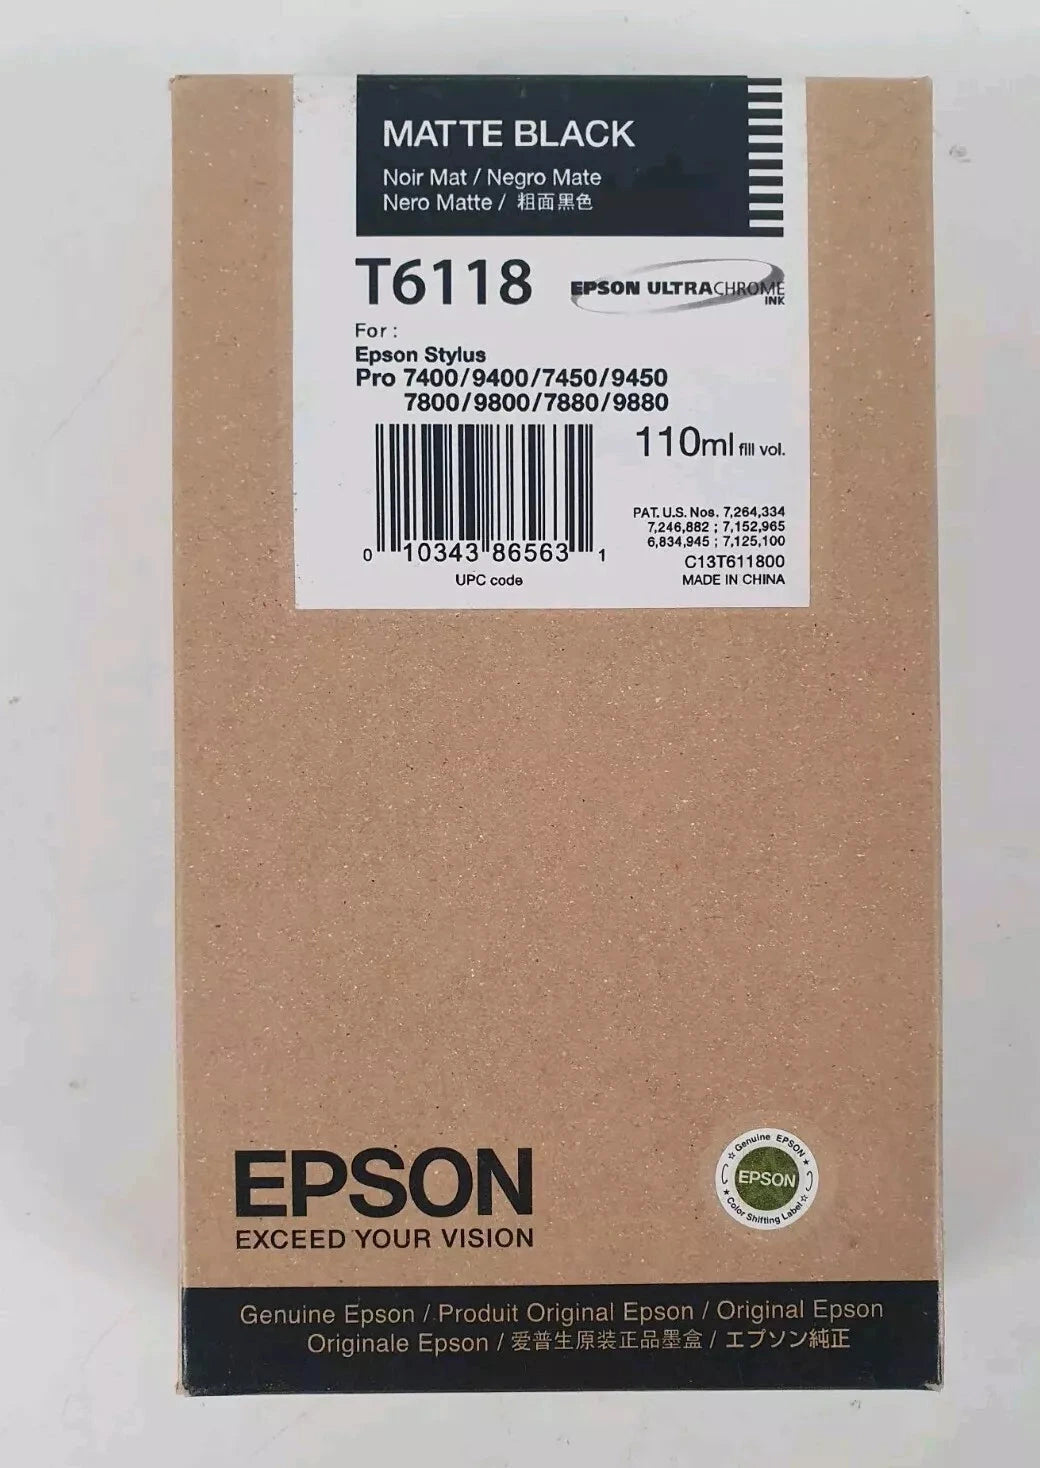 MATTE BLACK
Noir Mat / Negro Mate
Nero Matte / 粗面黑色
T6118
EPSON ULTRACHROME
INK
For :
Epson Stylus
Pro 7400/9400/7450/9450
7800/9800/7880/9880
110ml fill vol.
PAT. U.S. Nos. 7,264,334
7,246,882 ; 7,152,965
6,834,945 ; 7,125,100
C13T611800
MADE IN CHINA
0 10343 86563 1
UPC code
EPSON
EXCEED YOUR VISION
Genuine EPSON
EPSON
Color Shifting Label
Genuine Epson / Produit Original Epson / Original Epson
Originale Epson / 爱普生原装正品墨盒 / エプソン純正